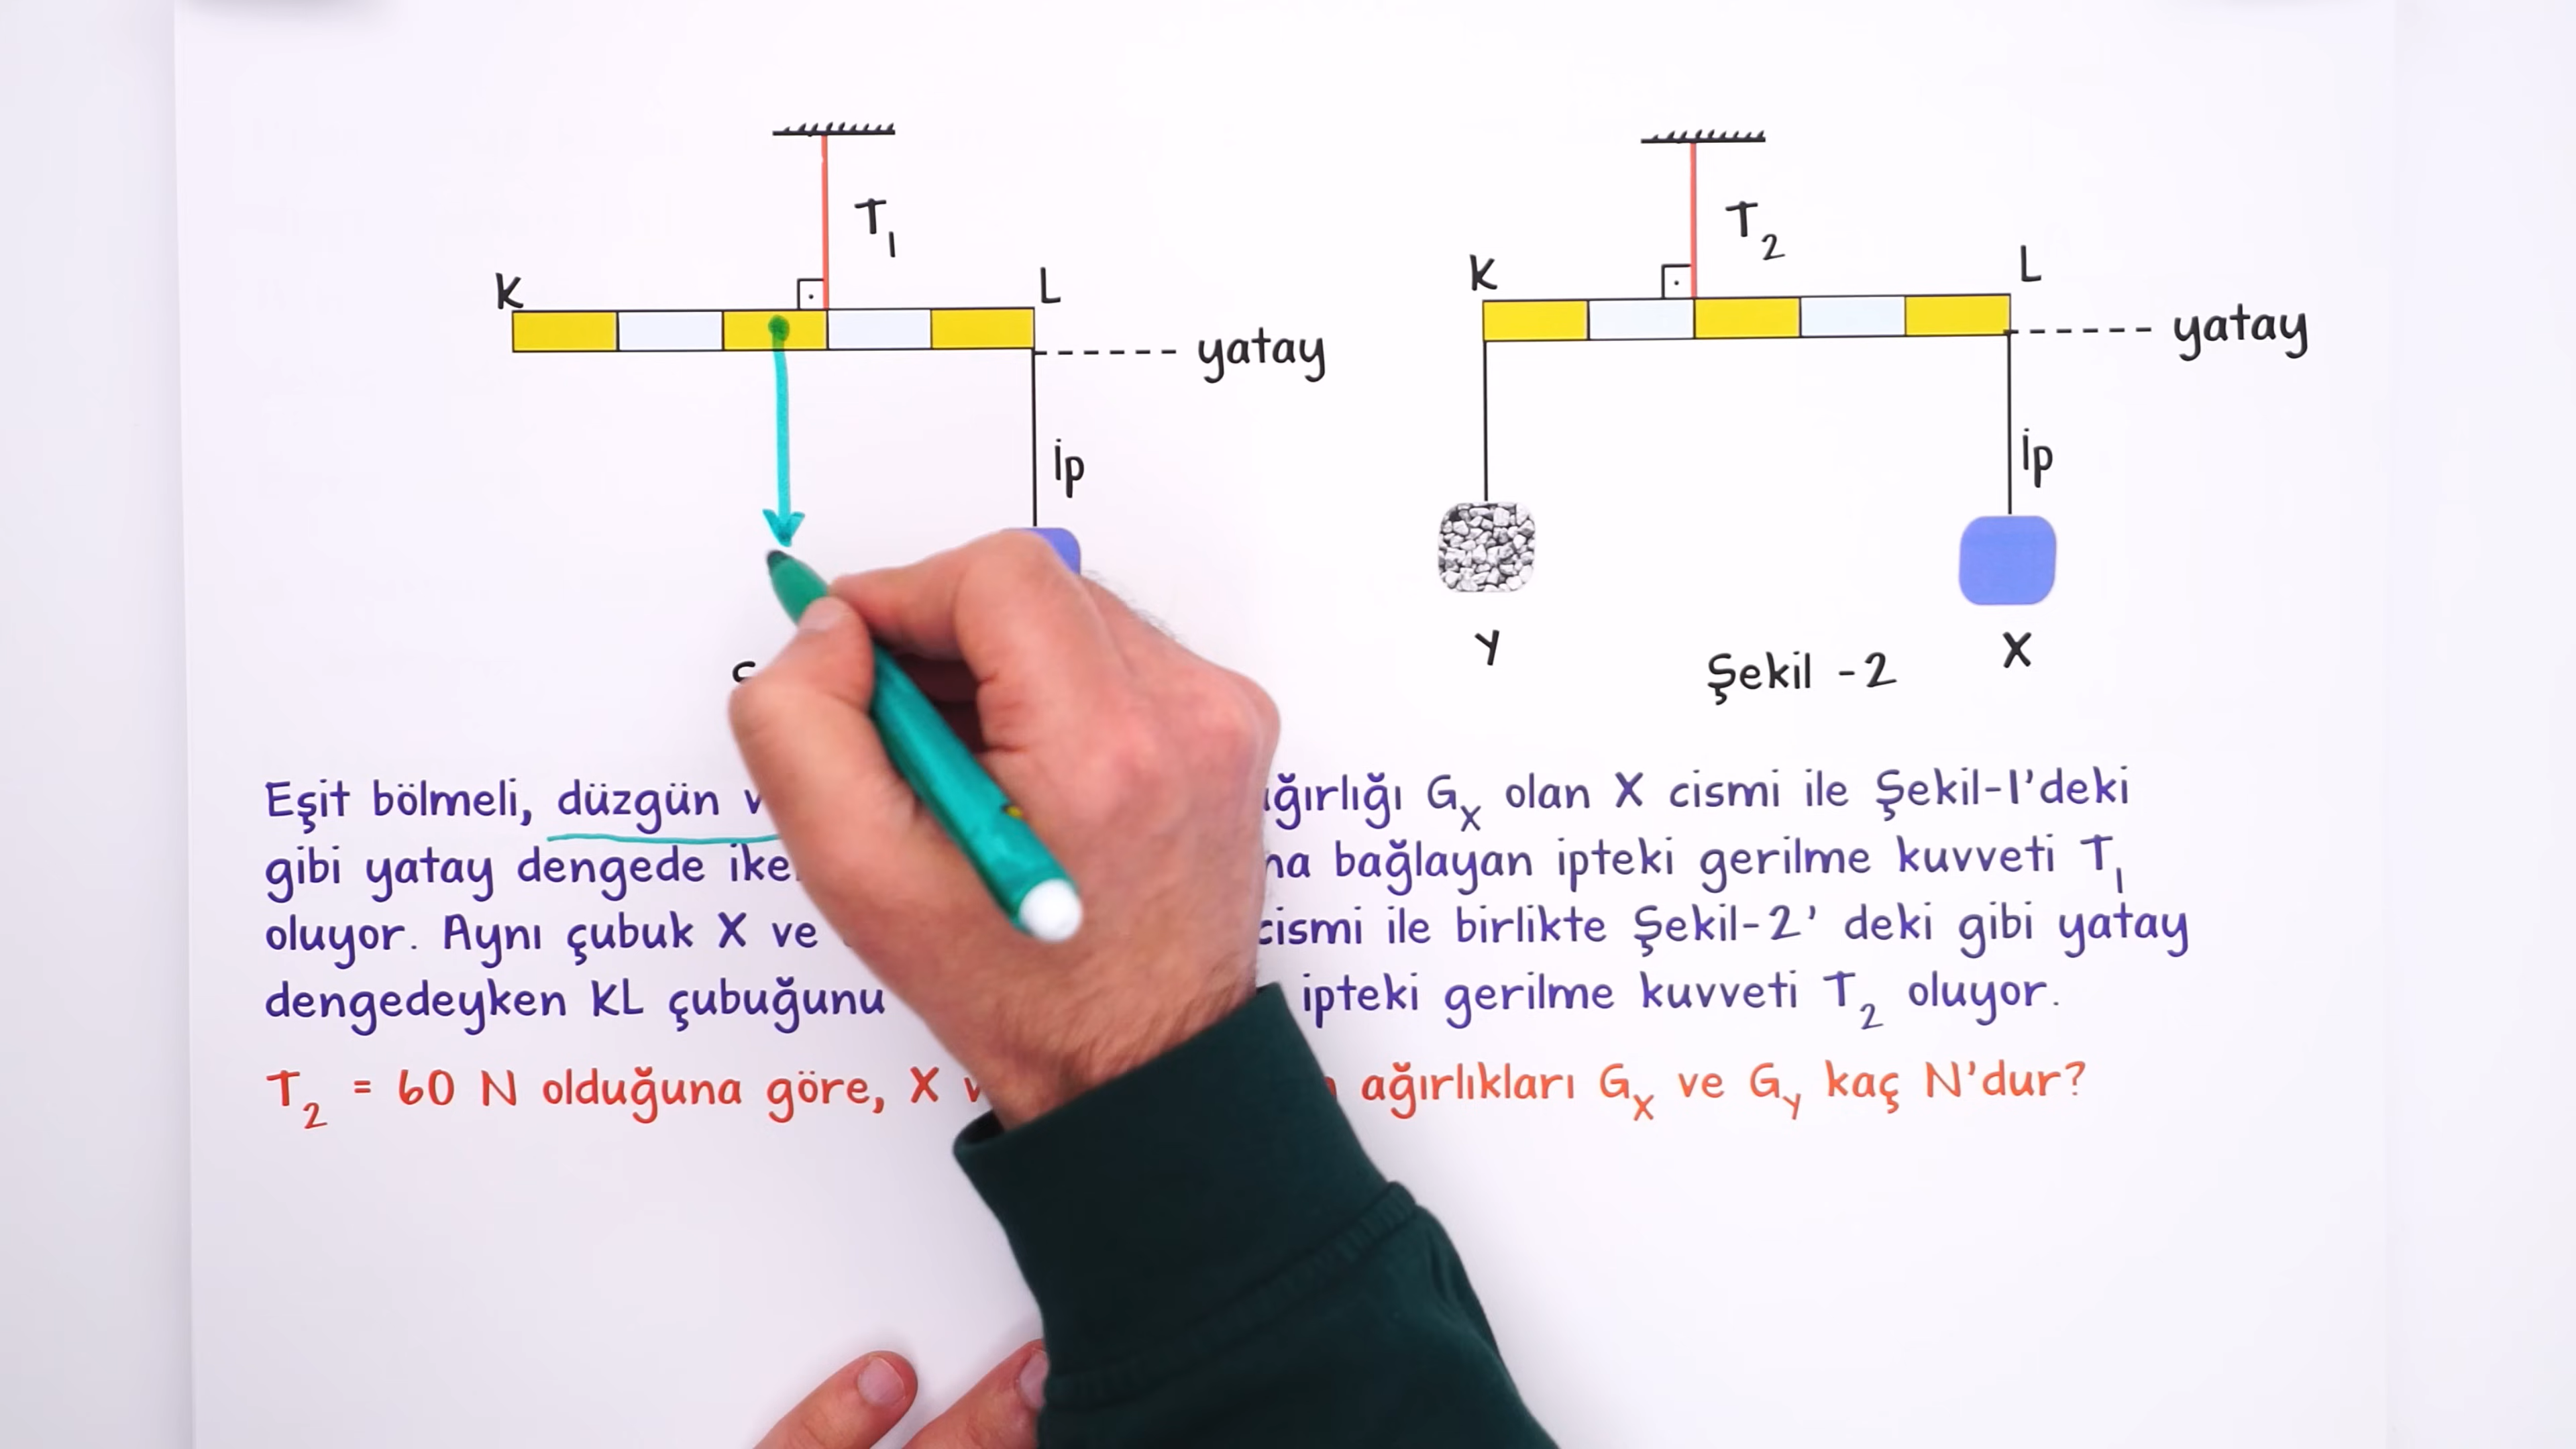 T1
T2
K
L
K
L
yatay
yatay
İp
İp
Y
X
Şekil -2
Eşit bölmeli, düzgün ağırlığı GX olan X cismi ile Şekil-1'deki
gibi yatay dengede bağlayan ipteki gerilme kuvveti T1
oluyor. Aynı çubuk X ve cismi ile birlikte Şekil-2' deki gibi yatay
dengedeyken KL çubuğunu ipteki gerilme kuvveti T2 oluyor.
T2 = 60 N olduğuna göre, X ağırlıkları GX ve GY kaç N'dur?